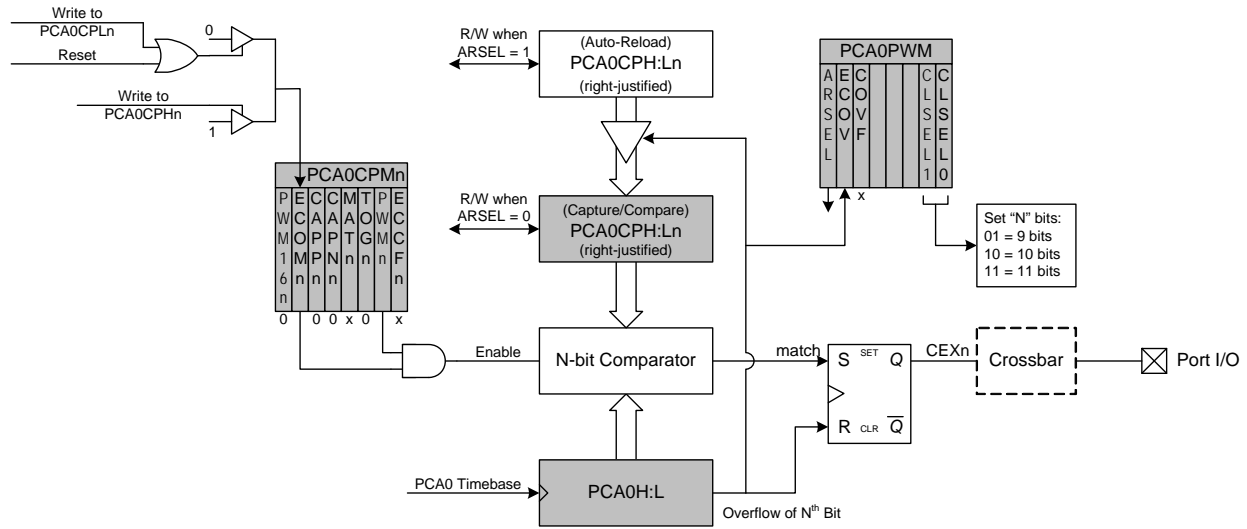 Write to
PCA0CPLn
Reset
0
Write to
PCA0CPHn
1
R/W when
ARSEL = 1
(Auto-Reload)
PCA0CPH:Ln
(right-justified)
PCA0PWM
ARSEL
ECOV
COVF
CLSEL1
CLSEL0
x
Set “N” bits:
01 = 9 bits
10 = 10 bits
11 = 11 bits
PCA0CPMn
PWM16n
ECOMn
CAPPn
CAPNn
MATn
TOGn
PWMn
ECCFn
0
0
0
x
0
x
R/W when
ARSEL = 0
(Capture/Compare)
PCA0CPH:Ln
(right-justified)
Enable
N-bit Comparator
match
S SET Q
R CLR Q
CEXn
Crossbar
Port I/O
PCA0 Timebase
PCA0H:L
Overflow of Nth Bit